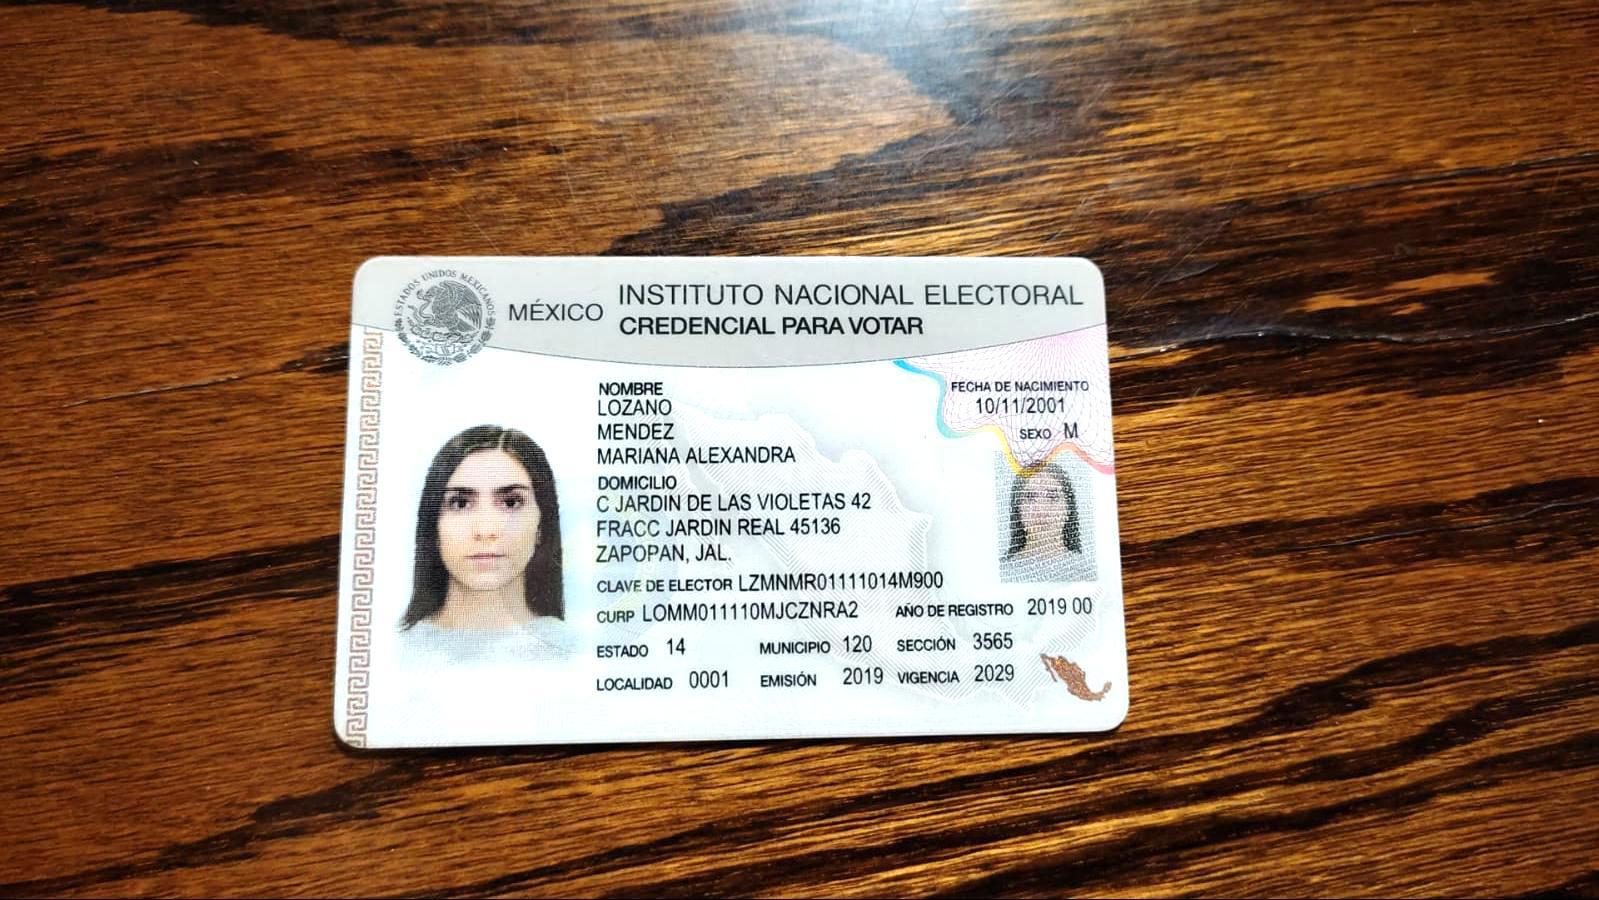 ESTADOS UNIDOS MEXICANOS
MÉXICO INSTITUTO NACIONAL ELECTORAL
CREDENCIAL PARA VOTAR
NOMBRE
LOZANO
MENDEZ
MARIANA ALEXANDRA
FECHA DE NACIMIENTO
10/11/2001
SEXO M
DOMICILIO
C JARDIN DE LAS VIOLETAS 42
FRACC JARDIN REAL 45136
ZAPOPAN, JAL.
CLAVE DE ELECTOR LZMNMR01111014M900
CURP LOMM011110MJCZNRA2 AÑO DE REGISTRO 2019 00
ESTADO 14 MUNICIPIO 120 SECCIÓN 3565
LOCALIDAD 0001 EMISIÓN 2019 VIGENCIA 2029